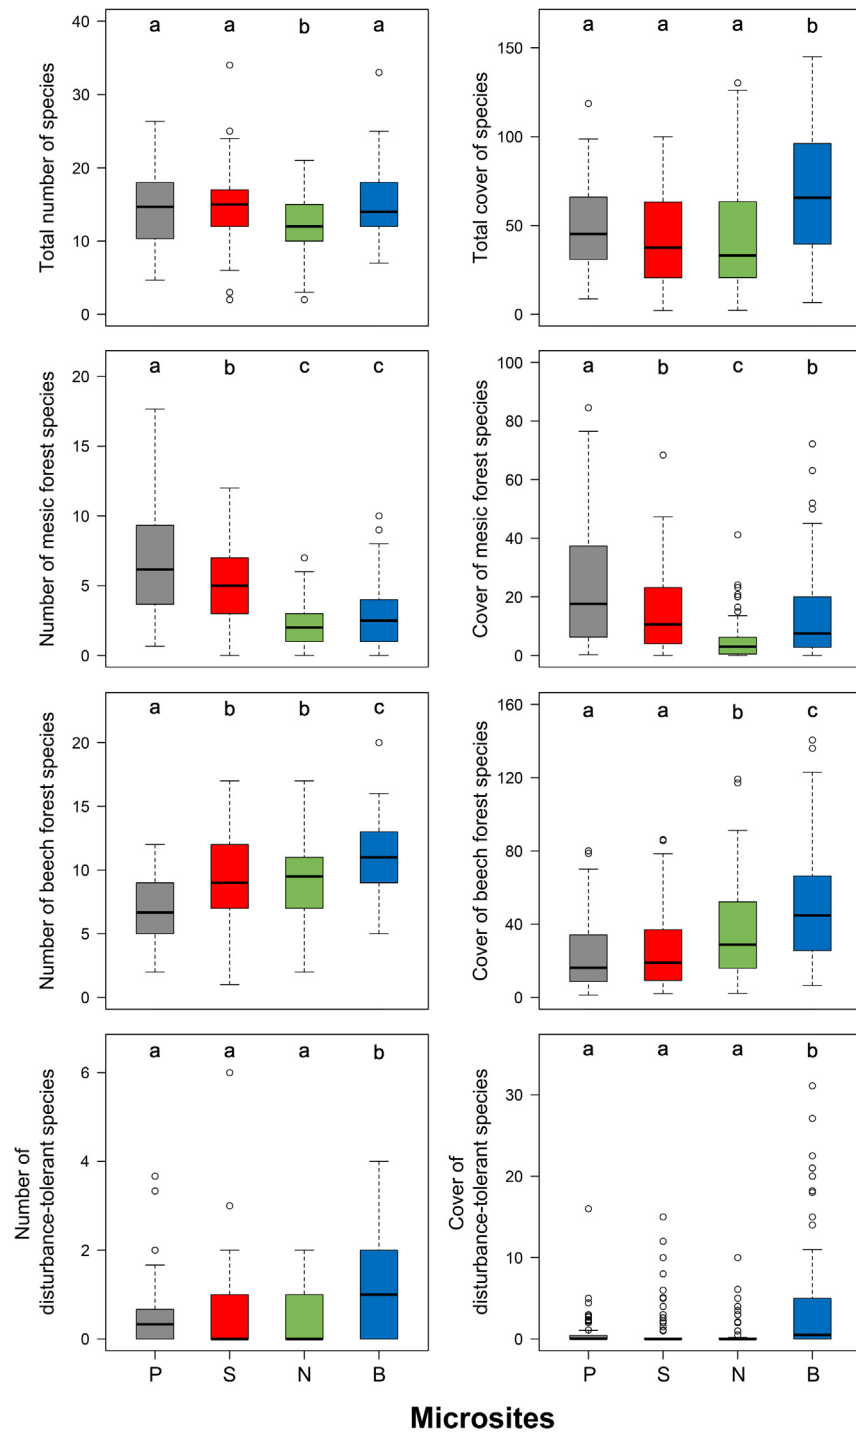 Total number of species
40
30
20
10
0
a a b a
Total cover of species
150
100
50
0
a a a b
Number of mesic forest species
20
15
10
5
0
a b c c
Cover of mesic forest species
100
80
60
40
20
0
a b c b
Number of beech forest species
20
15
10
5
0
a b b c
Cover of beech forest species
160
120
80
40
0
a a b c
Number of
disturbance-tolerant species
6
4
2
0
a a a b
P S N B
Cover of
disturbance-tolerant species
30
20
10
0
a a a b
P S N B
Microsites